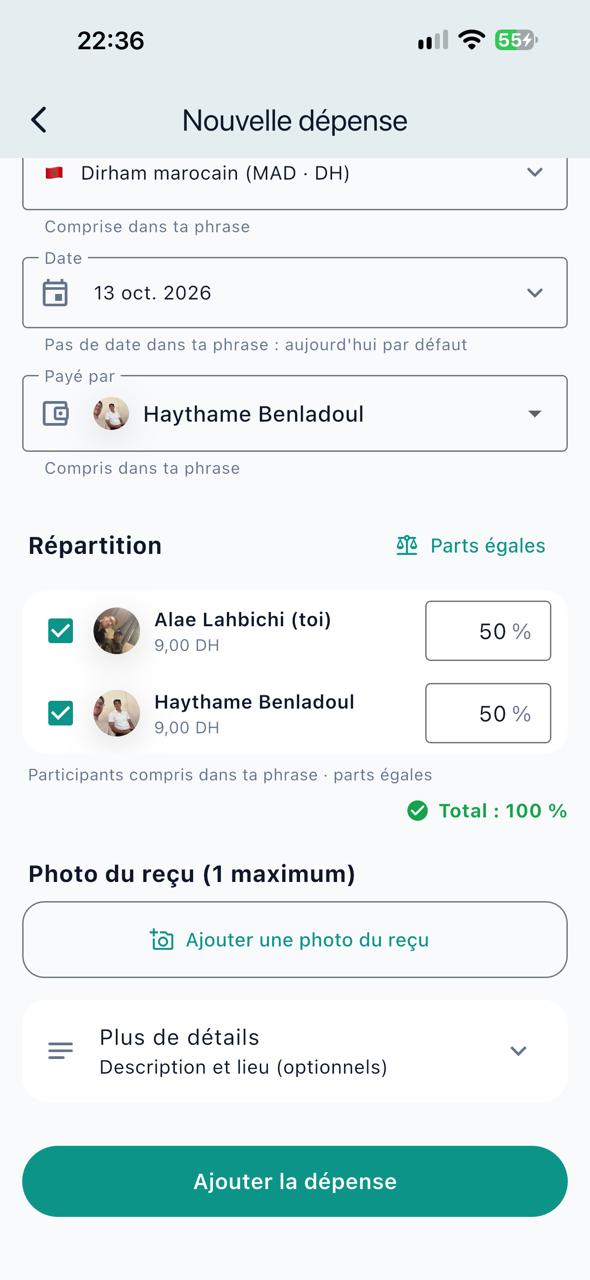 22:36
55
Nouvelle dépense
Dirham marocain (MAD · DH)
Comprise dans ta phrase
Date
13 oct. 2026
Pas de date dans ta phrase : aujourd'hui par défaut
Payé par
Haythame Benladoul
Compris dans ta phrase
Répartition
Parts égales
Alae Lahbichi (toi)
9,00 DH
50 %
Haythame Benladoul
9,00 DH
50 %
Participants compris dans ta phrase · parts égales
Total : 100 %
Photo du reçu (1 maximum)
Ajouter une photo du reçu
Plus de détails
Description et lieu (optionnels)
Ajouter la dépense